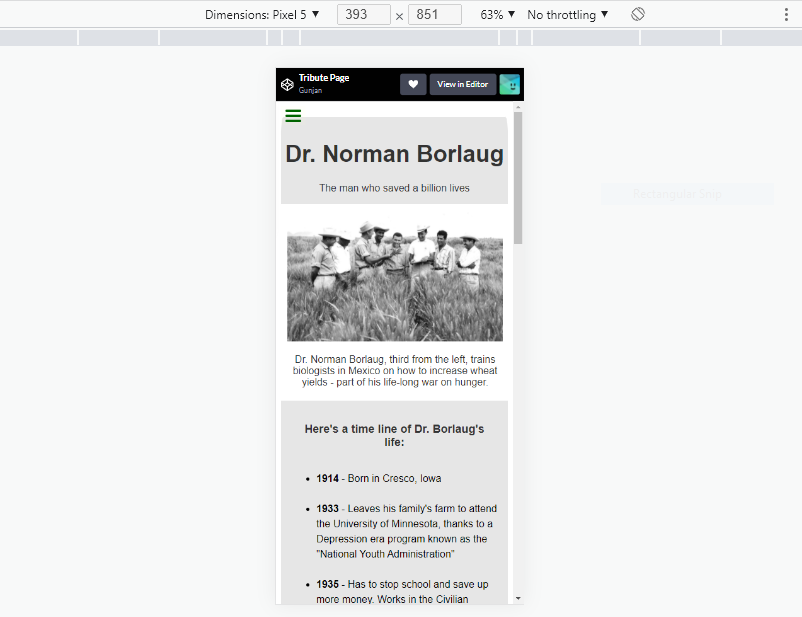 Dimensions: Pixel 5 ▼ 393 × 851 63% ▼ No throttling ▼
Tribute Page
Gunjan
View in Editor
Dr. Norman Borlaug
The man who saved a billion lives
Rectangular Snip
Dr. Norman Borlaug, third from the left, trains
biologists in Mexico on how to increase wheat
yields - part of his life-long war on hunger.
Here's a time line of Dr. Borlaug's
life:
• 1914 - Born in Cresco, Iowa
• 1933 - Leaves his family's farm to attend
the University of Minnesota, thanks to a
Depression era program known as the
"National Youth Administration"
• 1935 - Has to stop school and save up
more money. Works in the Civilian